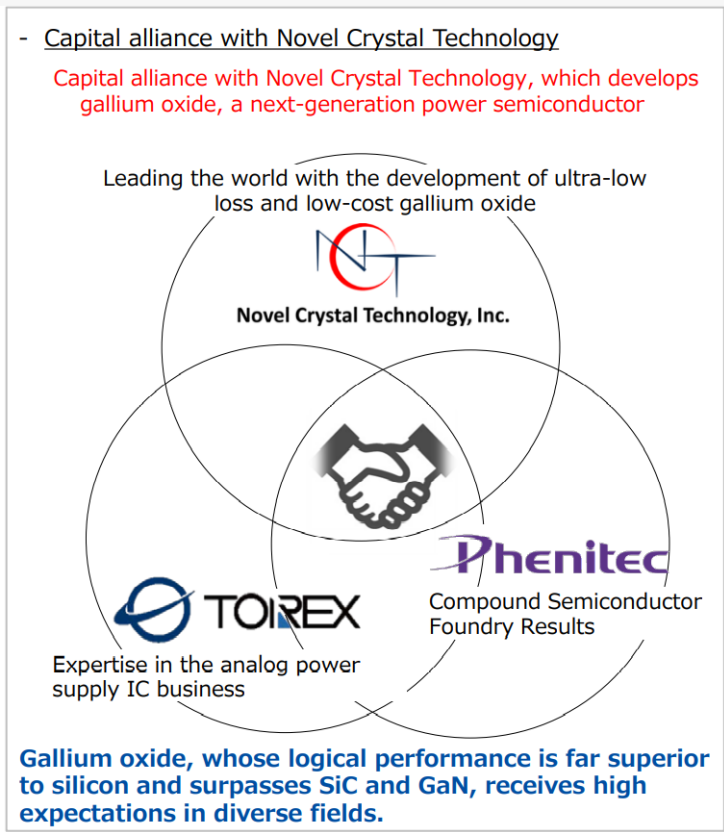 - Capital alliance with Novel Crystal Technology
Capital alliance with Novel Crystal Technology, which develops
gallium oxide, a next-generation power semiconductor
Leading the world with the development of ultra-low
loss and low-cost gallium oxide
NCT
Novel Crystal Technology, Inc.
Phenitec
Compound Semiconductor
Foundry Results
TOIREX
Expertise in the analog power
supply IC business
Gallium oxide, whose logical performance is far superior
to silicon and surpasses SiC and GaN, receives high
expectations in diverse fields.